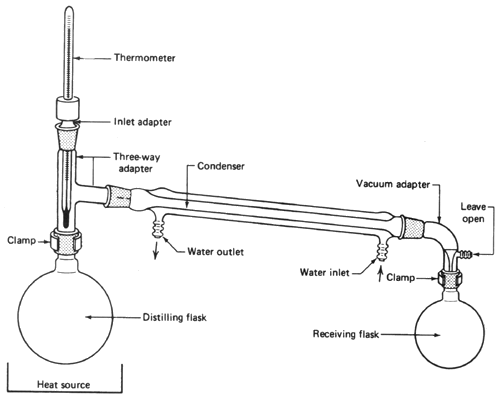 Thermometer
Inlet adapter
Three-way
adapter
Condenser
Vacuum adapter
Leave
open
Clamp
Water outlet
Water inlet
Clamp
Distilling flask
Receiving flask
Heat source